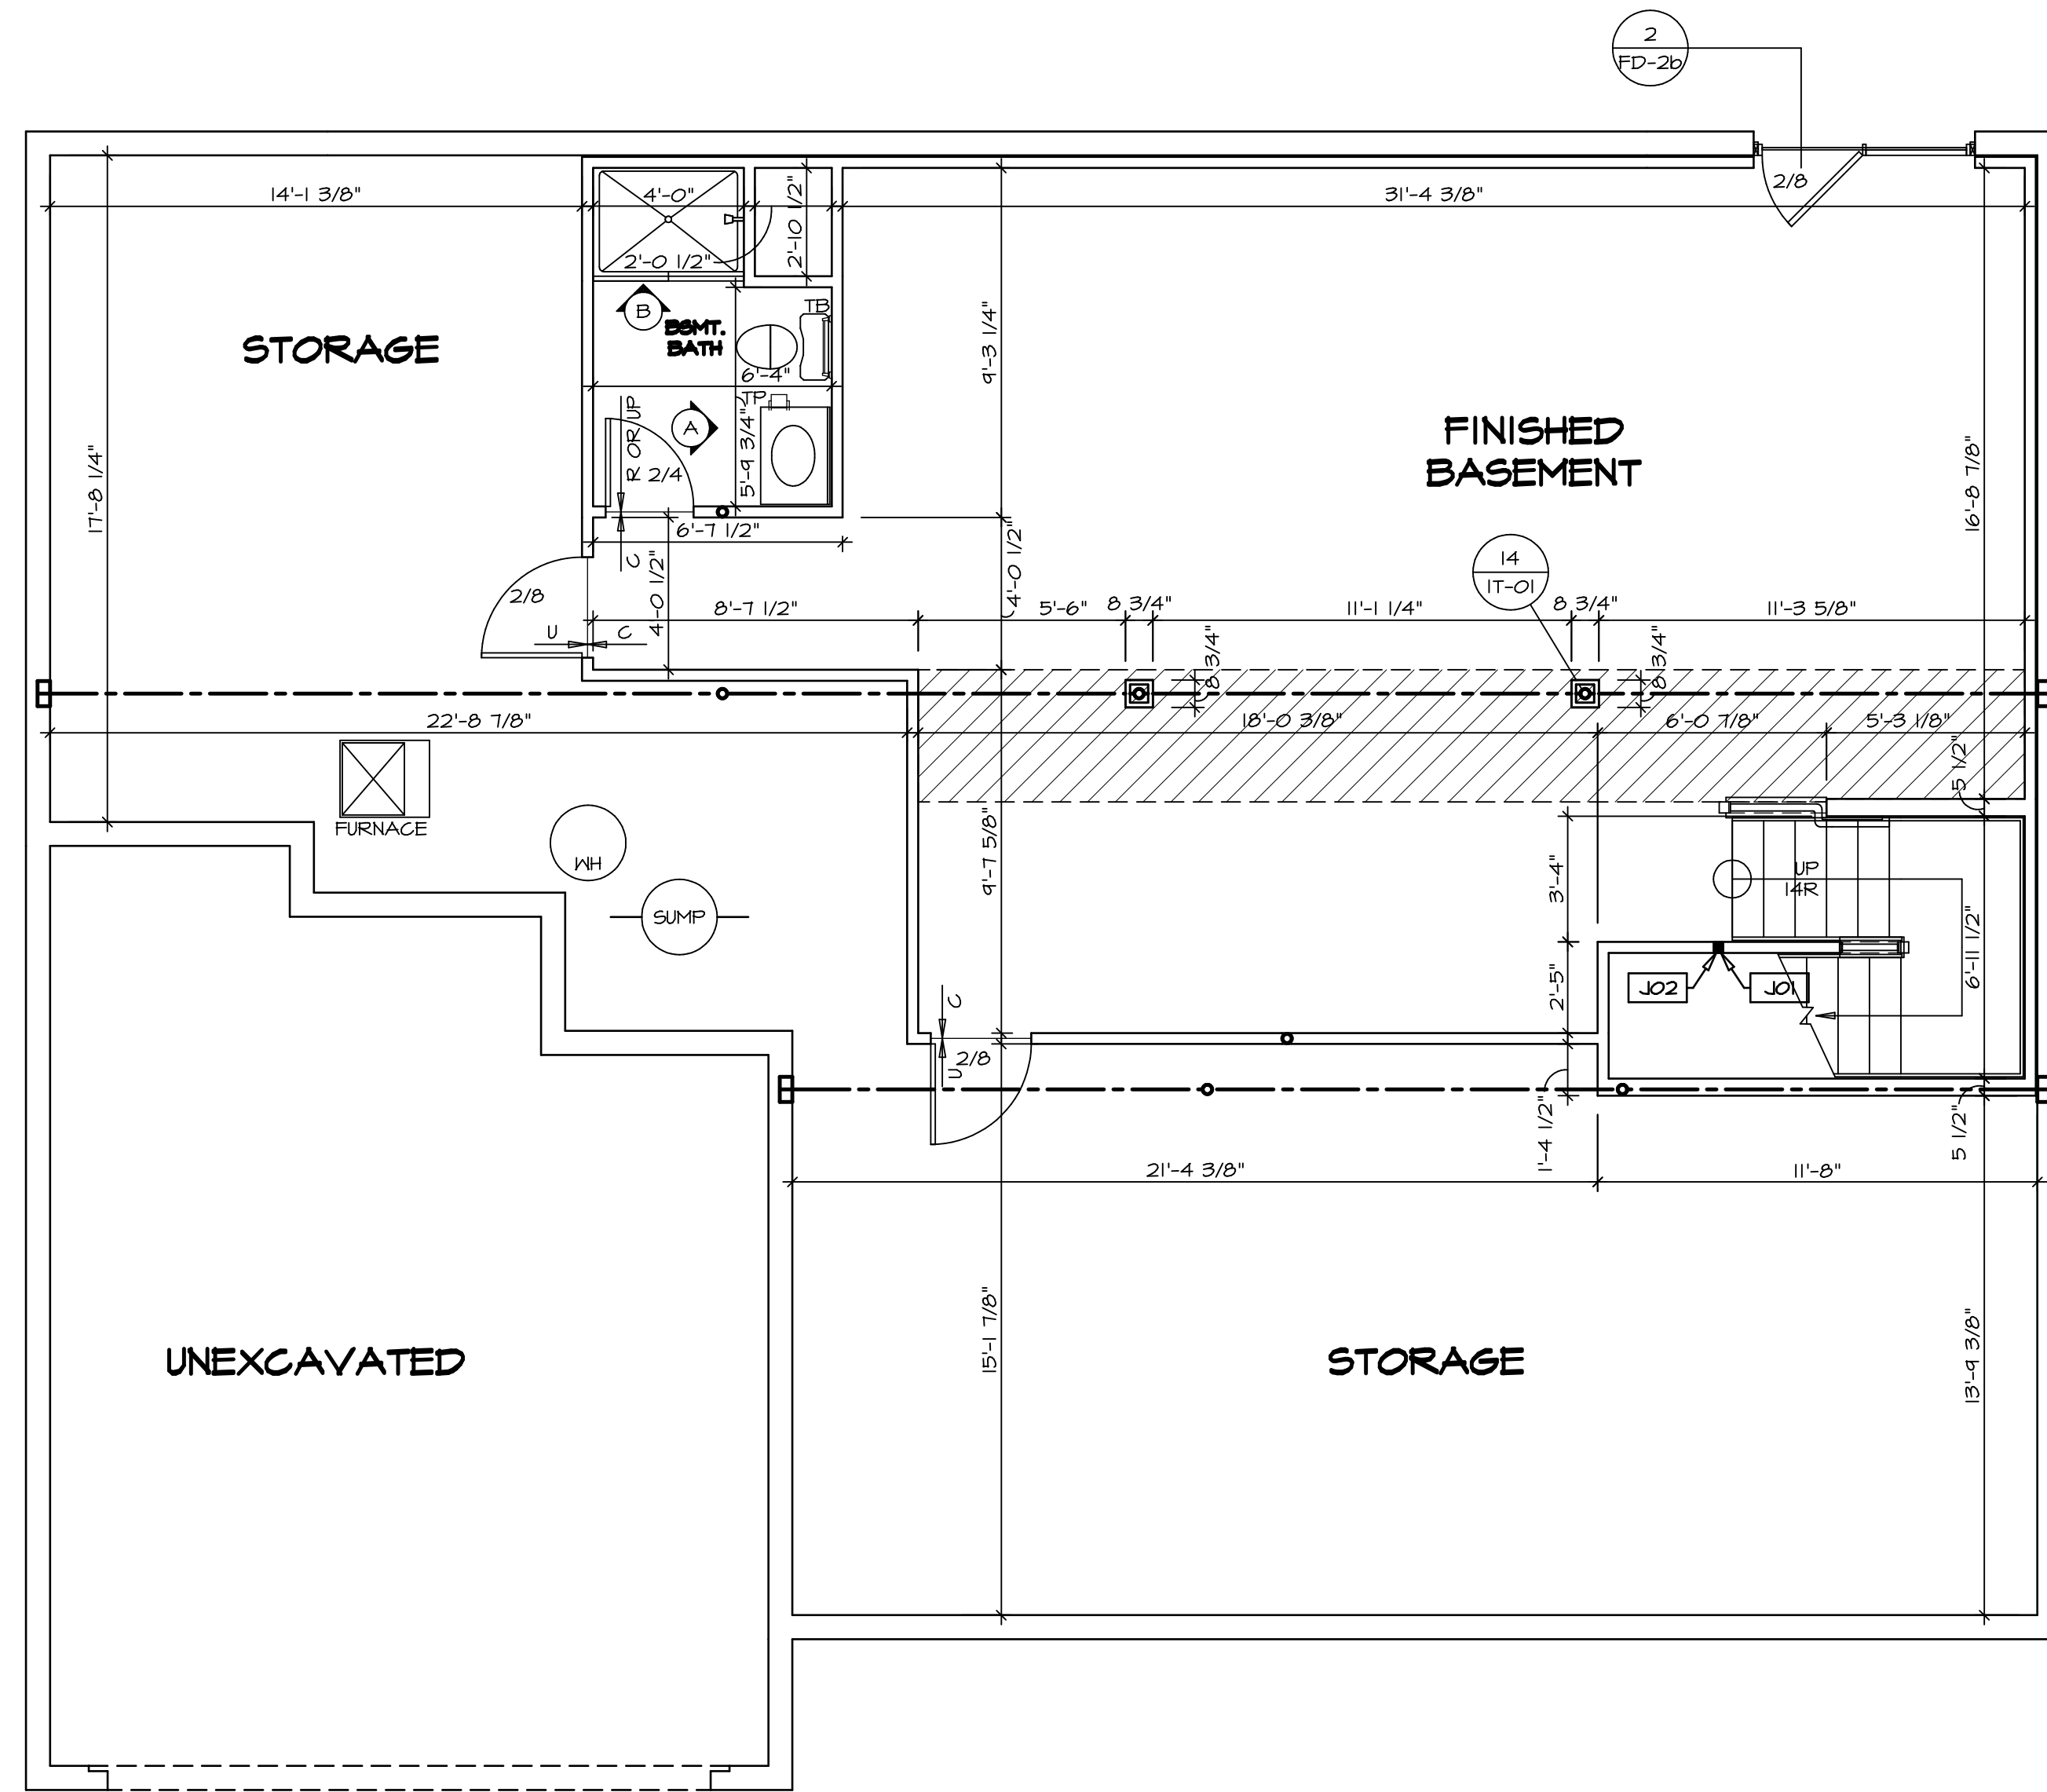 2
FD-2b
14'-1 3/8"
4'-0"
2'-10 1/2"
31'-4 3/8"
2/8
2'-0 1/2"
B
TB
BSMT.
BATH
STORAGE
9'-3 1/4"
6'-4"
TP
R OR UP
A
5'-9 3/4"
2/4
FINISHED
BASEMENT
17'-8 1/4"
16'-8 7/8"
6'-7 1/2"
C
4'-0 1/2"
4'-0 1/2"
14
1T-01
2/8
U
C
8'-7 1/2"
5'-6"
8 3/4"
11'-1 1/4"
8 3/4"
11'-3 5/8"
8 3/4"
8 3/4"
22'-8 7/8"
18'-0 3/8"
6'-0 7/8"
5'-3 1/8"
5 1/2"
FURNACE
WH
SUMP
9'-7 5/8"
3'-4"
UP
14R
6'-11 1/2"
2'-5"
J02
J01
C
U
2/8
1'-4 1/2"
5 1/2"
21'-4 3/8"
11'-8"
15'-1 7/8"
13'-9 3/8"
UNEXCAVATED
STORAGE